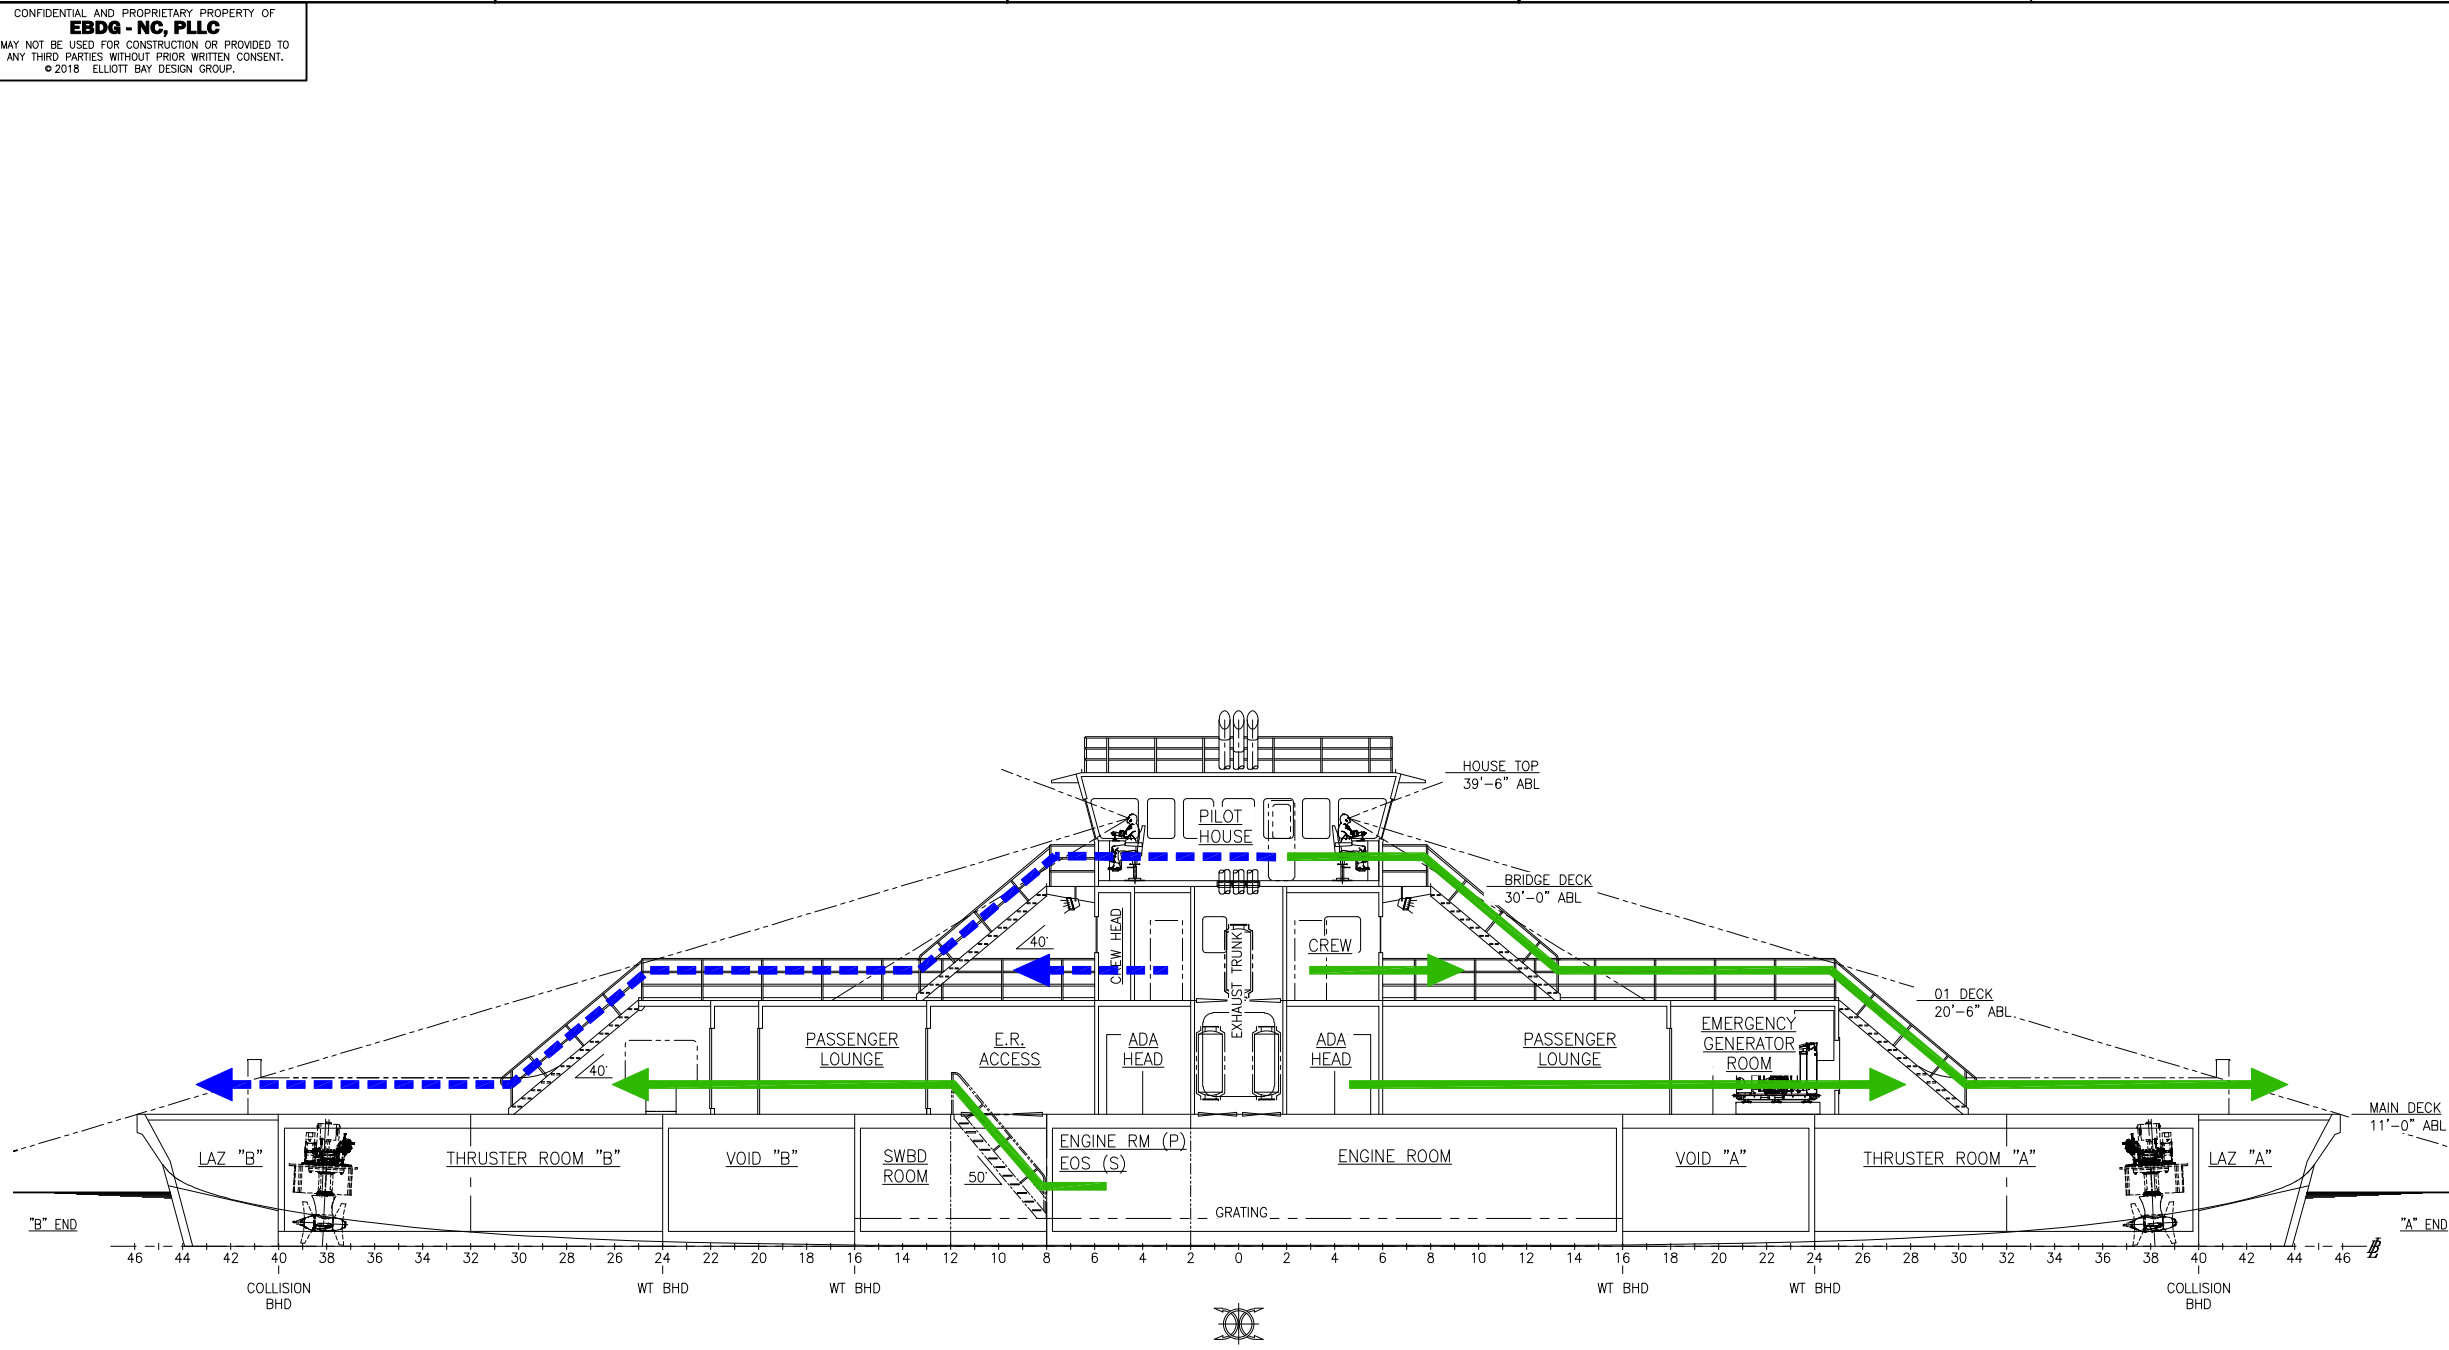 CONFIDENTIAL AND PROPRIETARY PROPERTY OF
EBDG - NC, PLLC
MAY NOT BE USED FOR CONSTRUCTION OR PROVIDED TO
ANY THIRD PARTIES WITHOUT PRIOR WRITTEN CONSENT.
© 2018 ELLIOTT BAY DESIGN GROUP.
HOUSE TOP
39'-6" ABL
PILOT
HOUSE
BRIDGE DECK
30'-0" ABL
CREW HEAD
40°
EXHAUST TRUNK
CREW
01 DECK
20'-6" ABL
40°
PASSENGER
LOUNGE
E.R.
ACCESS
ADA
HEAD
ADA
HEAD
PASSENGER
LOUNGE
EMERGENCY
GENERATOR
ROOM
MAIN DECK
11'-0" ABL
LAZ "B"
THRUSTER ROOM "B"
VOID "B"
SWBD
ROOM
50°
ENGINE RM (P)
EOS (S)
ENGINE ROOM
VOID "A"
THRUSTER ROOM "A"
LAZ "A"
GRATING
"B" END
"A" END
46 44 42 40 38 36 34 32 30 28 26 24 22 20 18 16 14 12 10 8 6 4 2 0 2 4 6 8 10 12 14 16 18 20 22 24 26 28 30 32 34 36 38 40 42 44 46
COLLISION
BHD
WT BHD
WT BHD
WT BHD
WT BHD
COLLISION
BHD